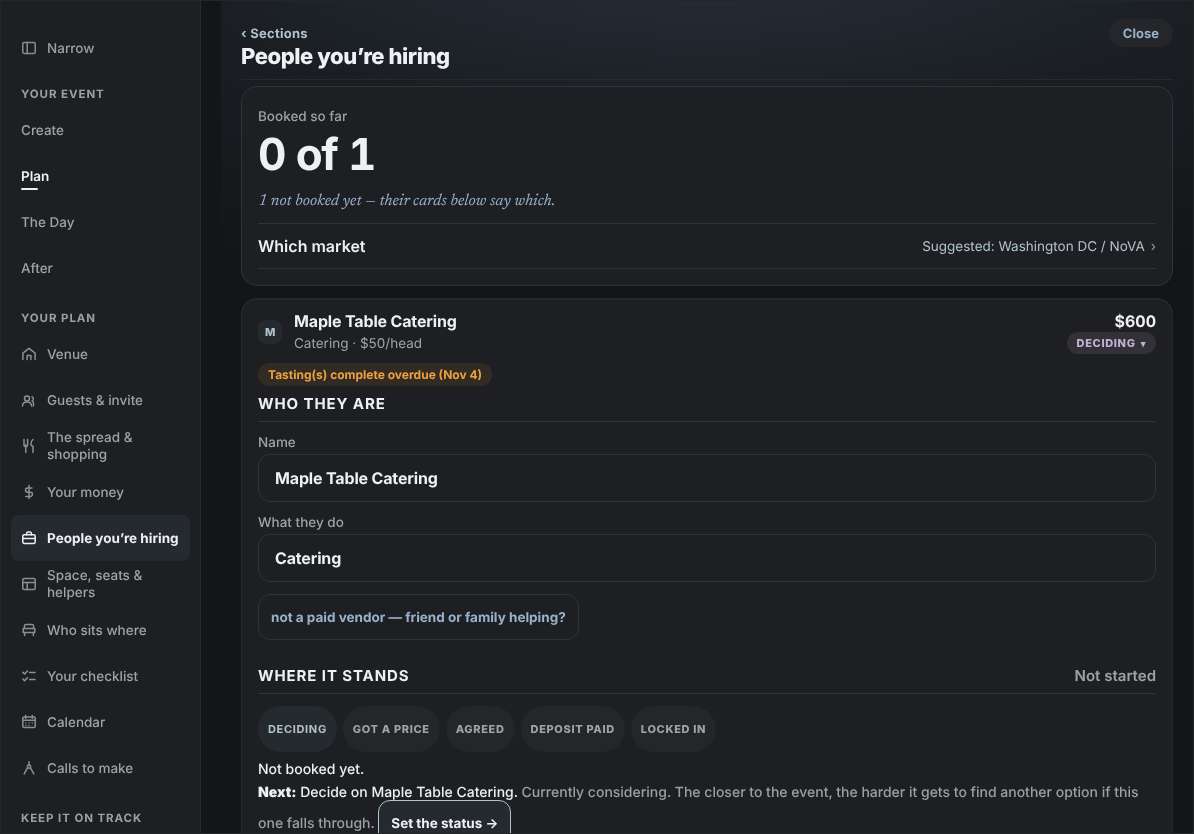 Narrow
YOUR EVENT
Create
Plan
The Day
After
YOUR PLAN
Venue
Guests & invite
The spread &
shopping
Your money
People you’re hiring
Space, seats &
helpers
Who sits where
Your checklist
Calendar
Calls to make
KEEP IT ON TRACK
‹ Sections
Close
People you’re hiring
Booked so far
0 of 1
1 not booked yet — their cards below say which.
Which market
Suggested: Washington DC / NoVA ›
M
Maple Table Catering
$600
Catering · $50/head
DECIDING ▾
Tasting(s) complete overdue (Nov 4)
WHO THEY ARE
Name
Maple Table Catering
What they do
Catering
not a paid vendor — friend or family helping?
WHERE IT STANDS
Not started
DECIDING
GOT A PRICE
AGREED
DEPOSIT PAID
LOCKED IN
Not booked yet.
Next: Decide on Maple Table Catering. Currently considering. The closer to the event, the harder it gets to find another option if this
one falls through. Set the status →